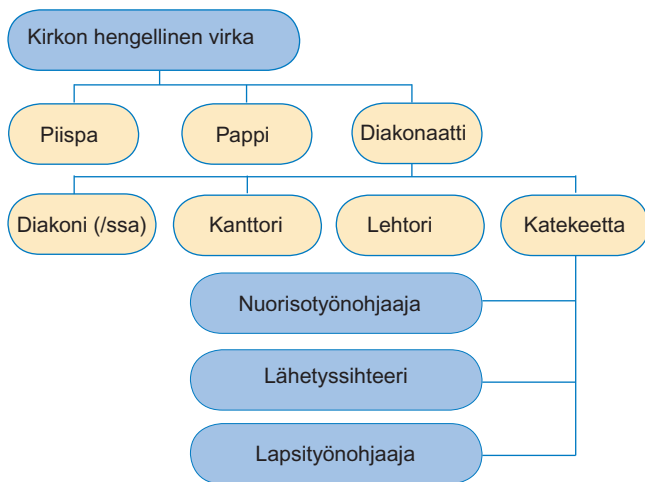 Kirkon hengellinen virka
Piispa
Pappi
Diakonaatti
Diakoni (/ssa)
Kanttori
Lehtori
Katekeetta
Nuorisotyönohjaaja
Lähetyssihteeri
Lapsityönohjaaja